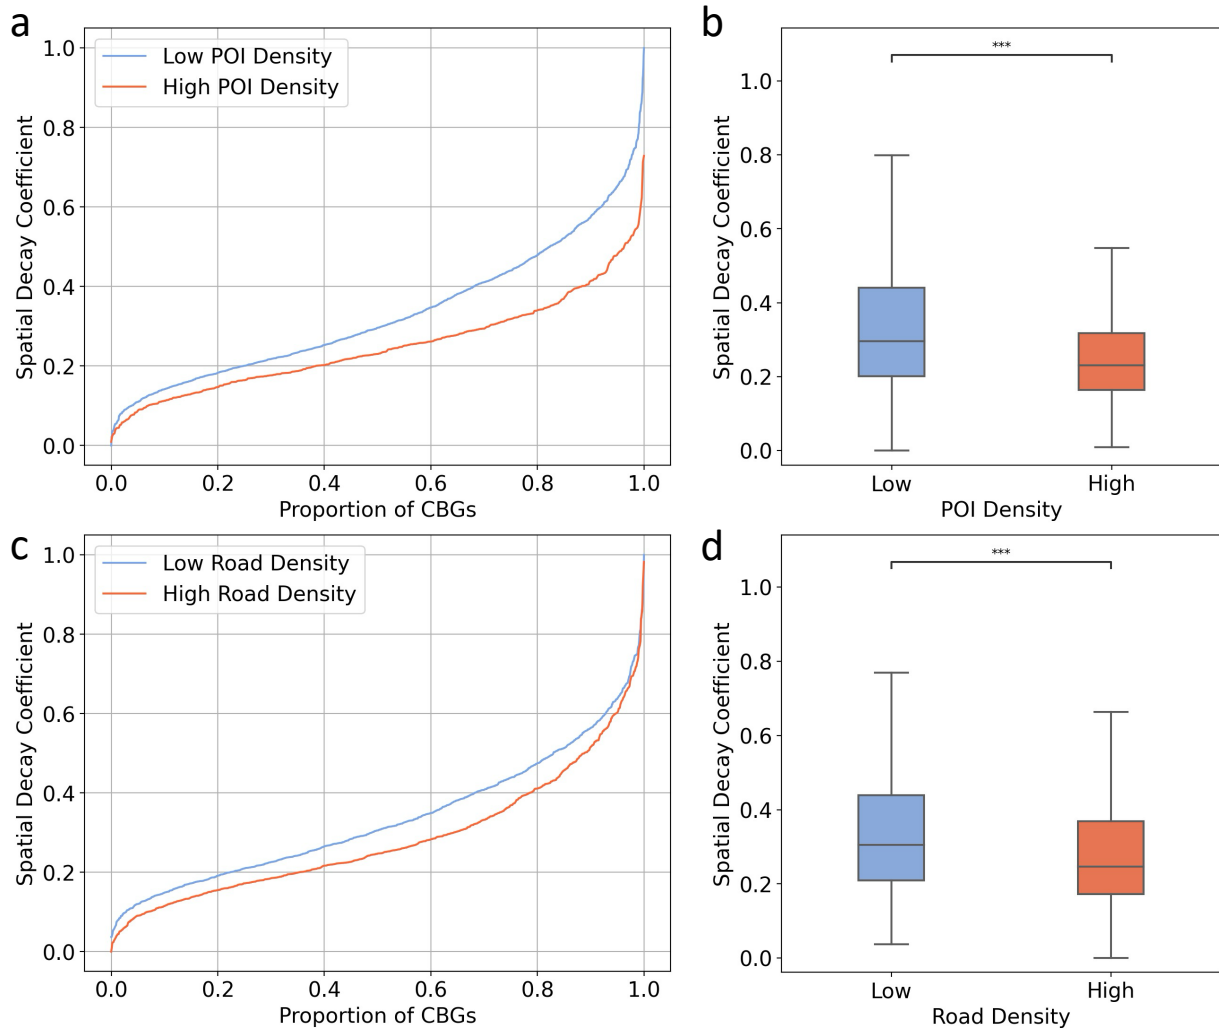 a
Low POI Density
High POI Density
1.0
0.8
0.6
0.4
0.2
0.0
Spatial Decay Coefficient
0.0 0.2 0.4 0.6 0.8 1.0
Proportion of CBGs
b
***
1.0
0.8
0.6
0.4
0.2
0.0
Spatial Decay Coefficient
Low High
POI Density
c
Low Road Density
High Road Density
1.0
0.8
0.6
0.4
0.2
0.0
Spatial Decay Coefficient
0.0 0.2 0.4 0.6 0.8 1.0
Proportion of CBGs
d
***
1.0
0.8
0.6
0.4
0.2
0.0
Spatial Decay Coefficient
Low High
Road Density